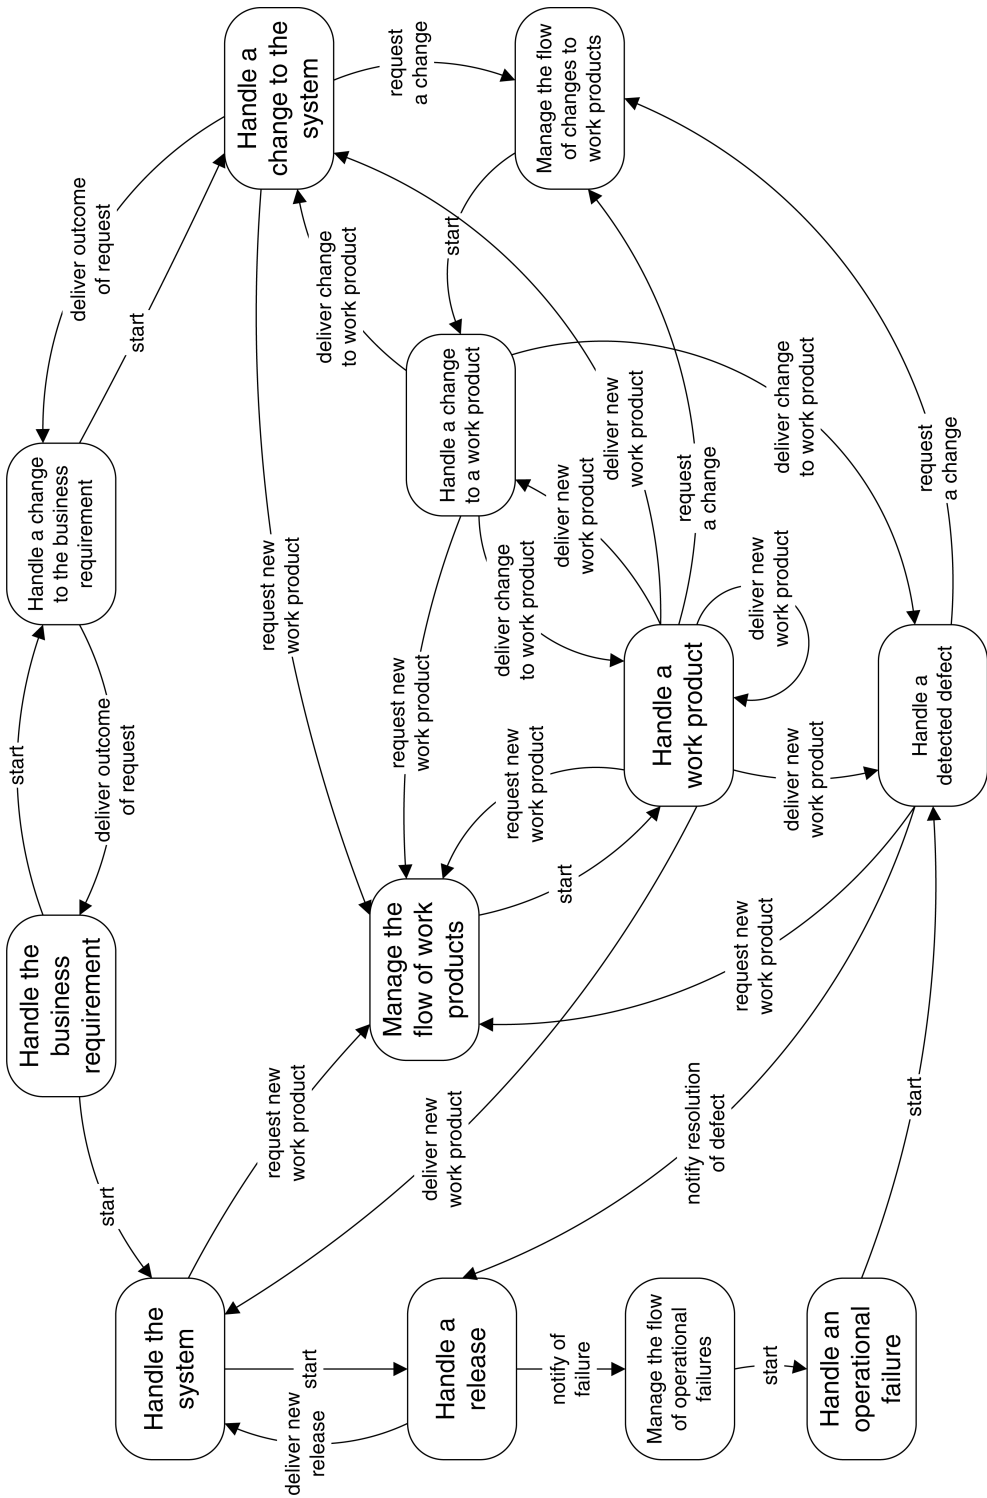 Handle the
business
requirement
start
Handle a change
to the business
requirement
deliver outcome
of request
start
deliver outcome
of request
start
Handle a
change to the
system
request
a change
Manage the flow
of changes to
work products
start
deliver change
to work product
Handle a change
to a work product
request new
work product
request new
work product
deliver change
to work product
deliver new
work product
deliver new
work product
request
a change
deliver change
to work product
request
a change
deliver new
work product
Handle a
work product
request new
work product
start
Manage the
flow of work
products
deliver new
work product
Handle a
detected defect
request new
work product
request new
work product
deliver new
work product
notify resolution
of defect
start
Handle the
system
start
deliver new
release
Handle a
release
notify of
failure
Manage the flow
of operational
failures
start
Handle an
operational
failure